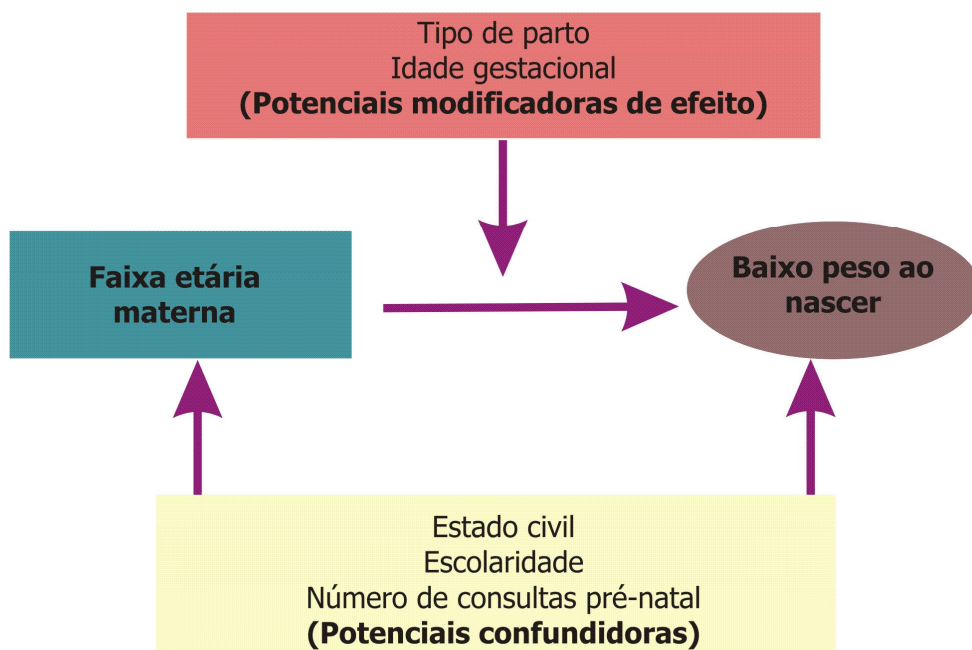 Tipo de parto
Idade gestacional
(Potenciais modificadoras de efeito)
Faixa etária
materna
Baixo peso ao
nascer
Estado civil
Escolaridade
Número de consultas pré-natal
(Potenciais confundidoras)